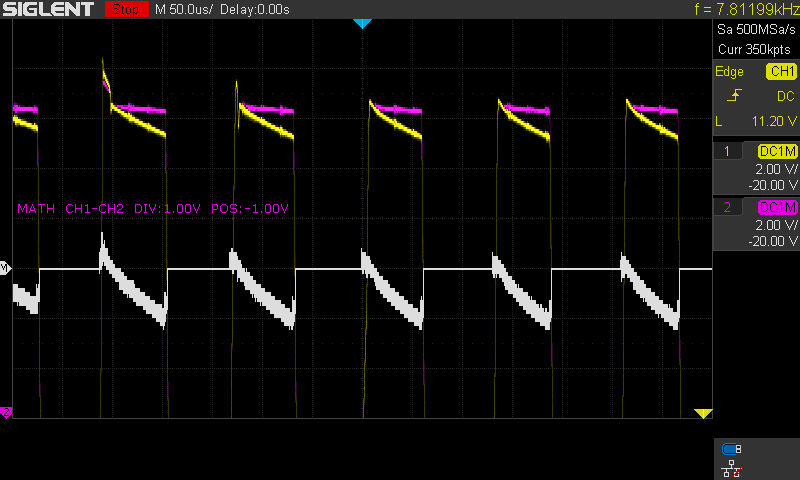 SIGLENT Stop M 50.0us/ Delay:0.00s f = 7.81199kHz
Sa 500MSa/s
Curr 350kpts
Edge CH1
DC
L 11.20 V
1 DC1M
2.00 V/
-20.00 V
2 DC1M
2.00 V/
-20.00 V
MATH CH1-CH2 DIV:1.00V POS:-1.00V
M
2